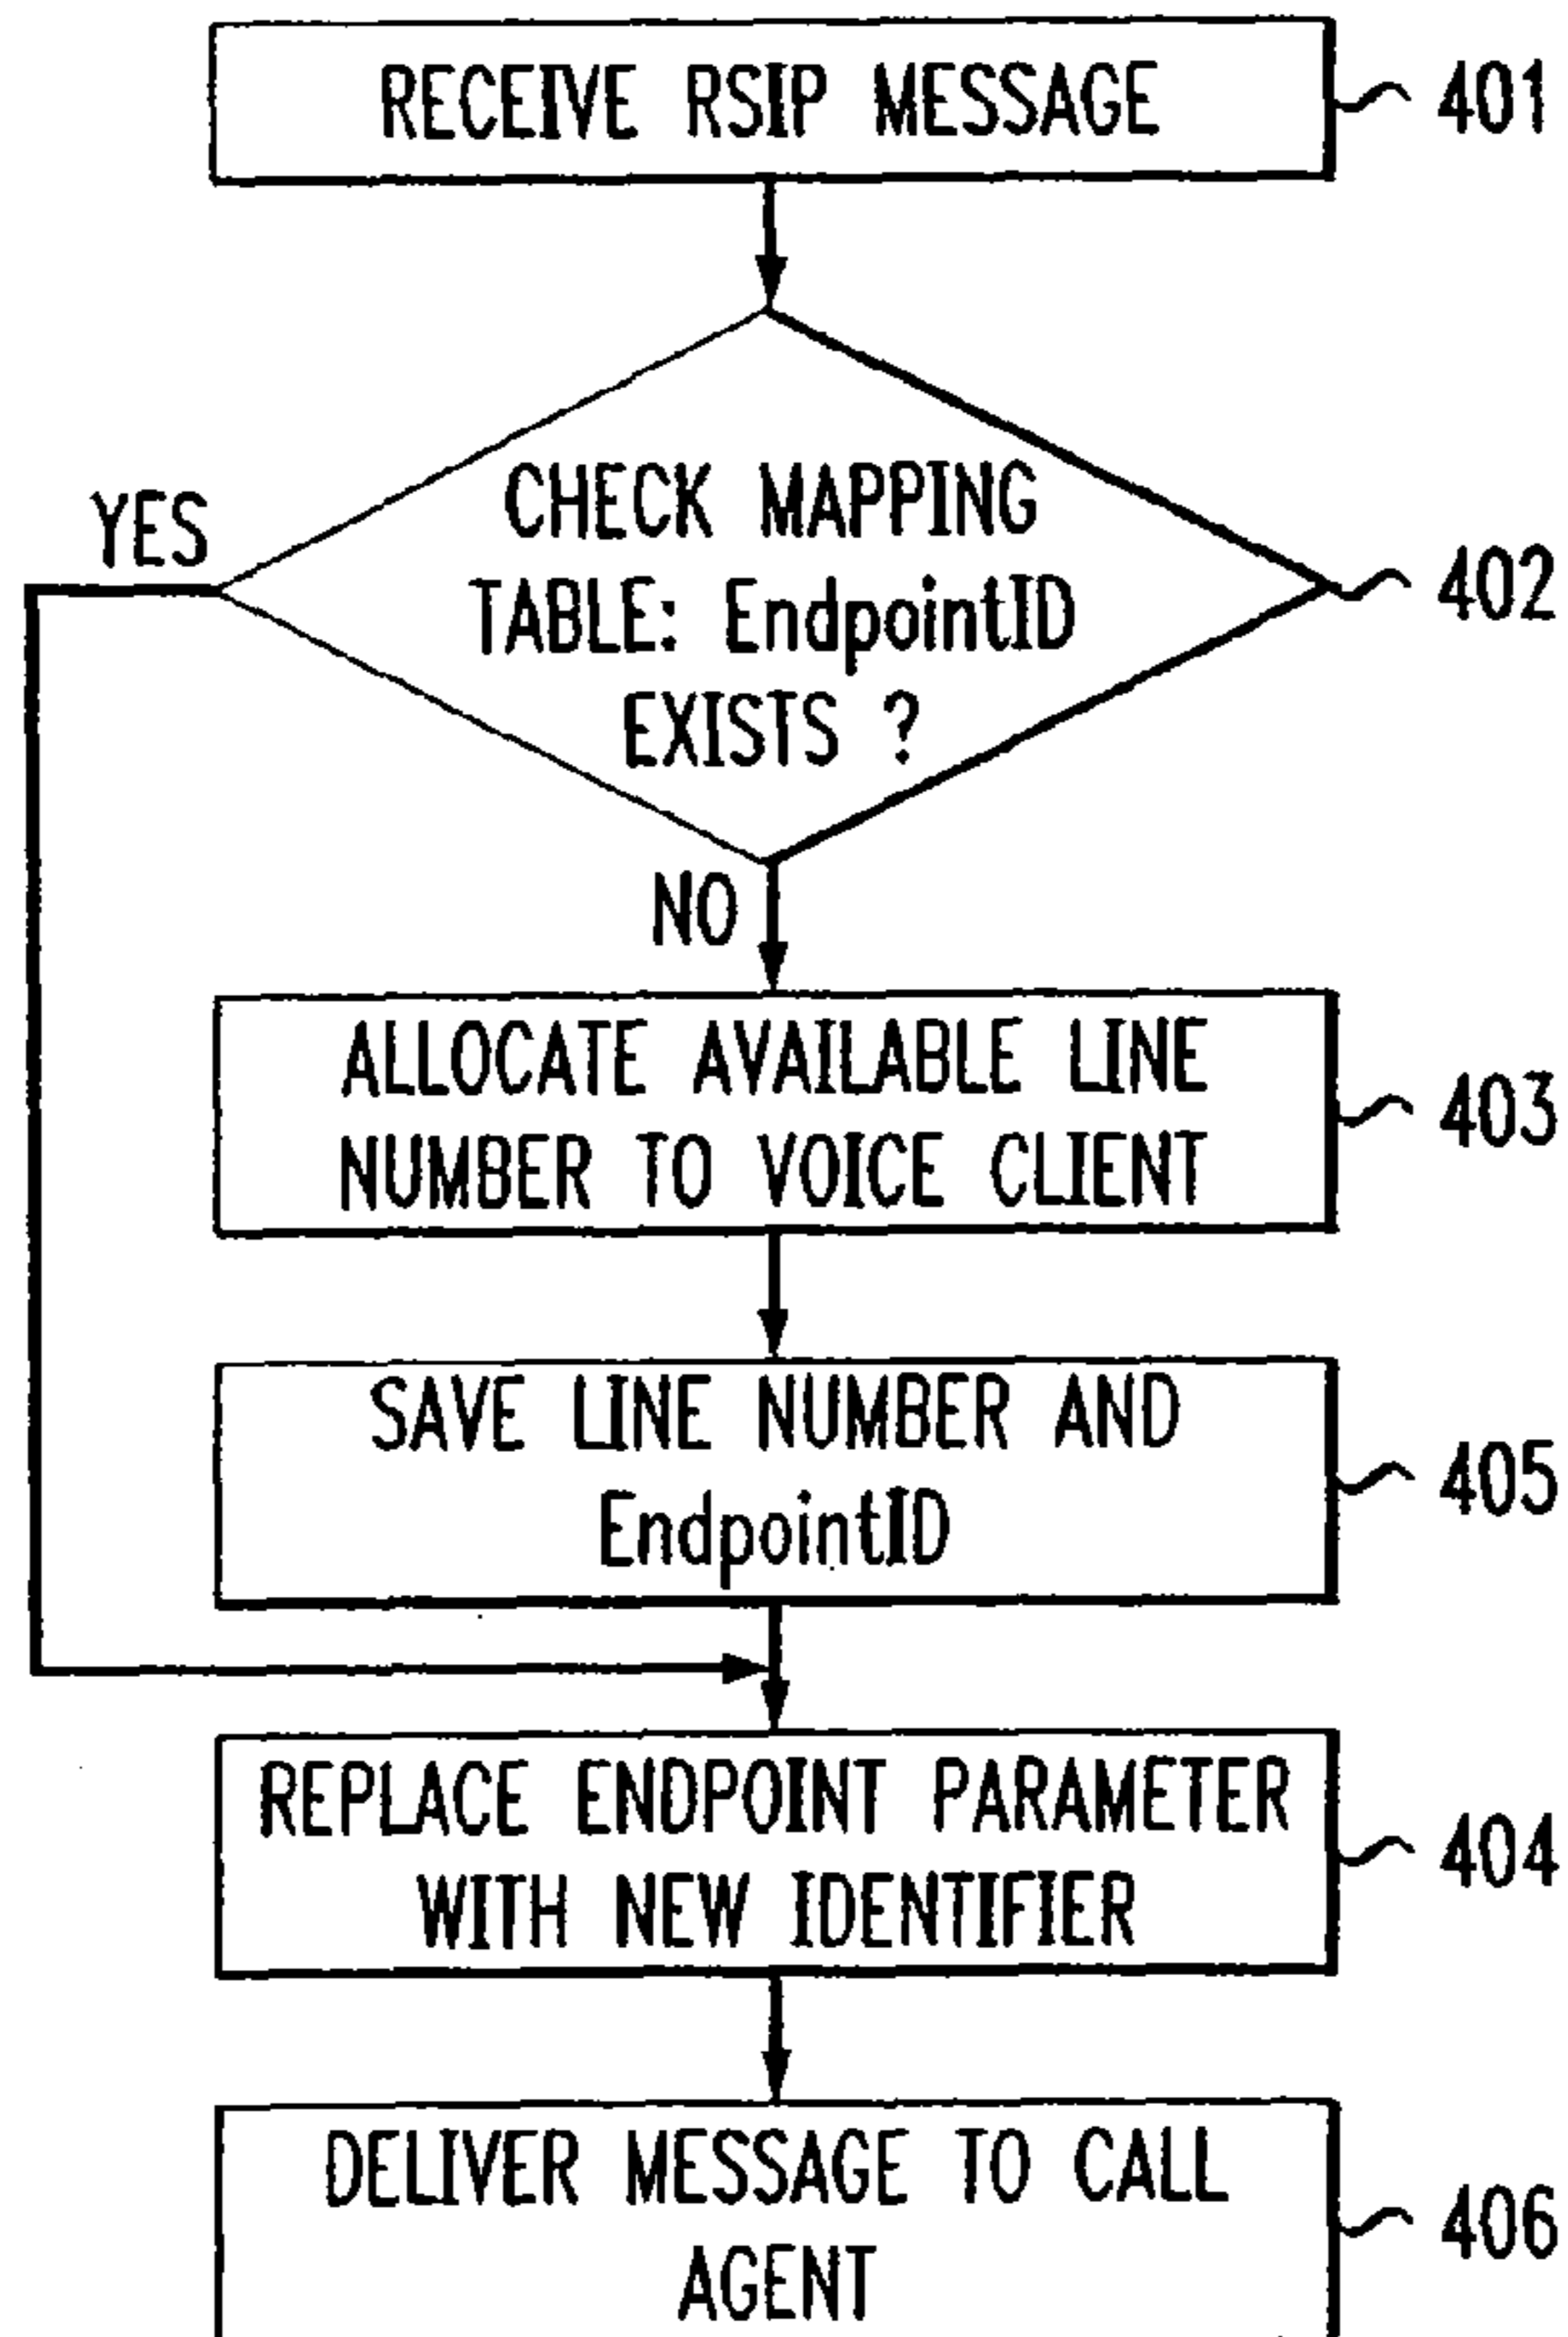 RECEIVE RSIP MESSAGE
401
CHECK MAPPING
TABLE: EndpointID
EXISTS ?
402
YES
NO
ALLOCATE AVAILABLE LINE
NUMBER TO VOICE CLIENT
403
SAVE LINE NUMBER AND
EndpointID
405
REPLACE ENDPOINT PARAMETER
WITH NEW IDENTIFIER
404
DELIVER MESSAGE TO CALL
AGENT
406